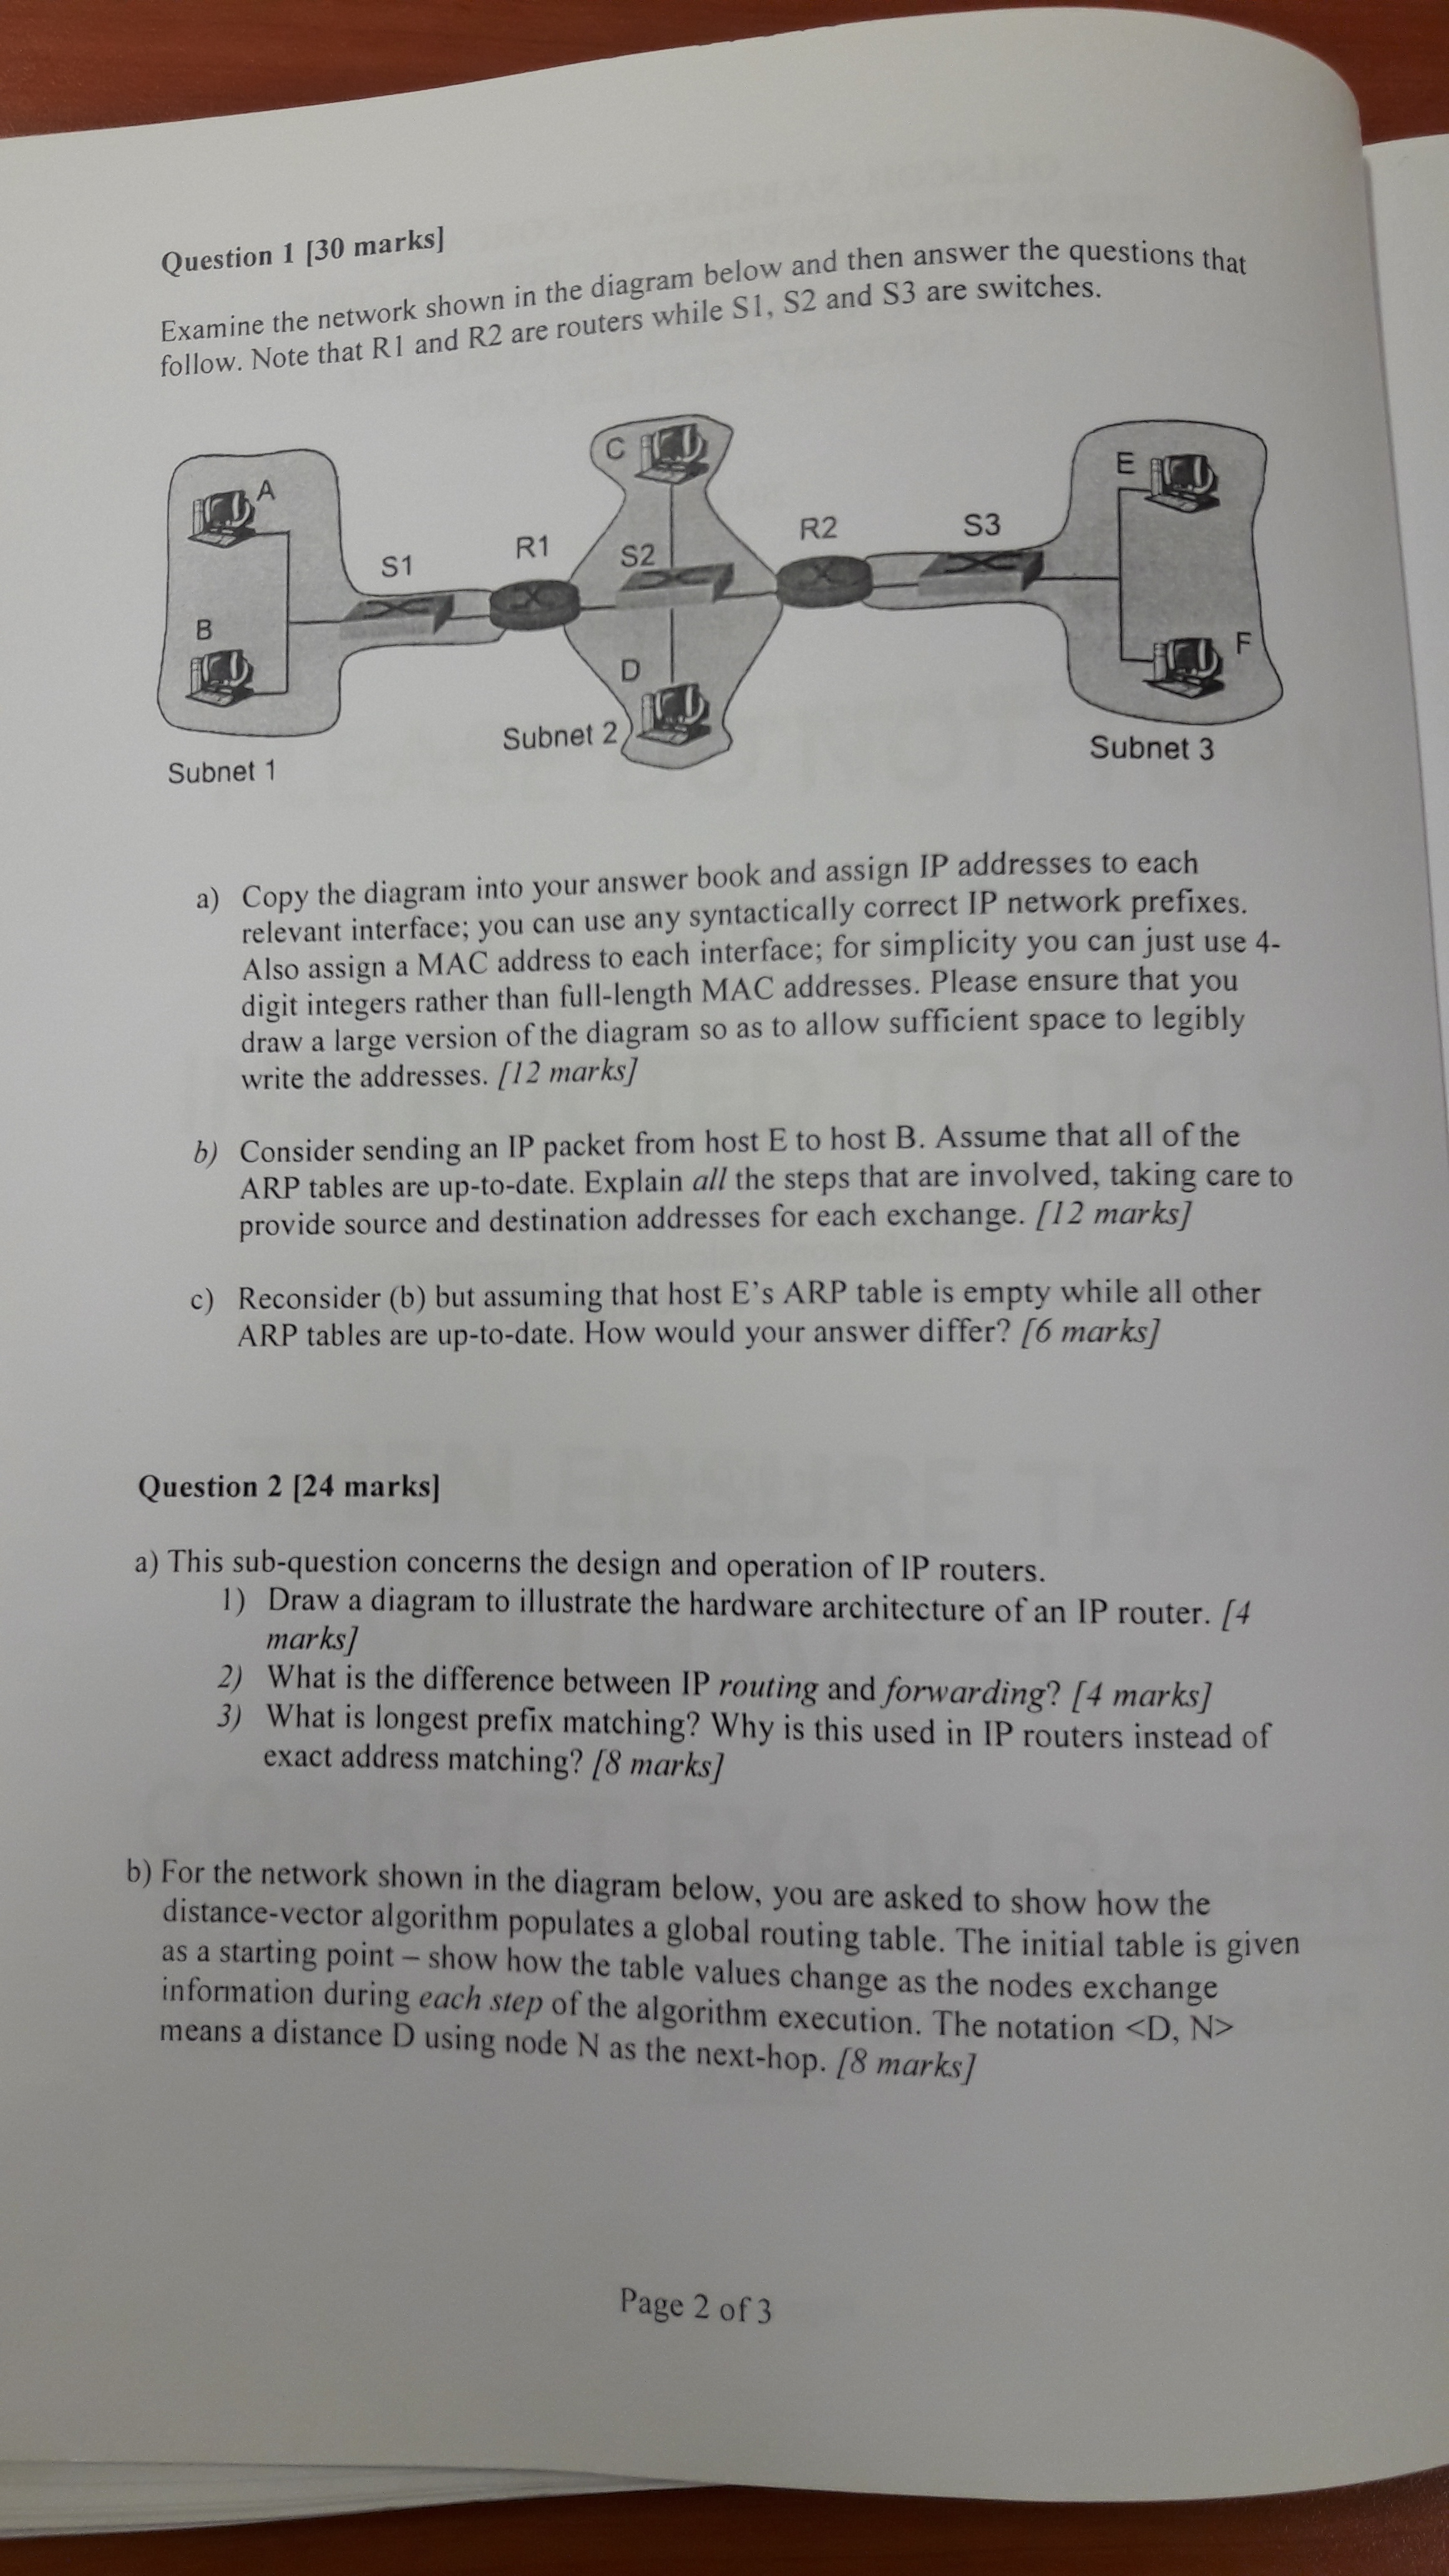 Question 1 [30 marks]
Examine the network shown in the diagram below and then answer the questions that
follow. Note that R1 and R2 are routers while S1, S2 and S3 are switches.
A
B
S1
R1
C
S2
D
R2
S3
E
F
Subnet 1
Subnet 2
Subnet 3
a) Copy the diagram into your answer book and assign IP addresses to each
relevant interface; you can use any syntactically correct IP network prefixes.
Also assign a MAC address to each interface; for simplicity you can just use 4-
digit integers rather than full-length MAC addresses. Please ensure that you
draw a large version of the diagram so as to allow sufficient space to legibly
write the addresses. [12 marks]
b) Consider sending an IP packet from host E to host B. Assume that all of the
ARP tables are up-to-date. Explain all the steps that are involved, taking care to
provide source and destination addresses for each exchange. [12 marks]
c) Reconsider (b) but assuming that host E's ARP table is empty while all other
ARP tables are up-to-date. How would your answer differ? [6 marks]
Question 2 [24 marks]
a) This sub-question concerns the design and operation of IP routers.
1) Draw a diagram to illustrate the hardware architecture of an IP router. [4
marks]
2) What is the difference between IP routing and forwarding? [4 marks]
3) What is longest prefix matching? Why is this used in IP routers instead of
exact address matching? [8 marks]
b) For the network shown in the diagram below, you are asked to show how the
distance-vector algorithm populates a global routing table. The initial table is given
as a starting point – show how the table values change as the nodes exchange
information during each step of the algorithm execution. The notation <D, N>
means a distance D using node N as the next-hop. [8 marks]
Page 2 of 3